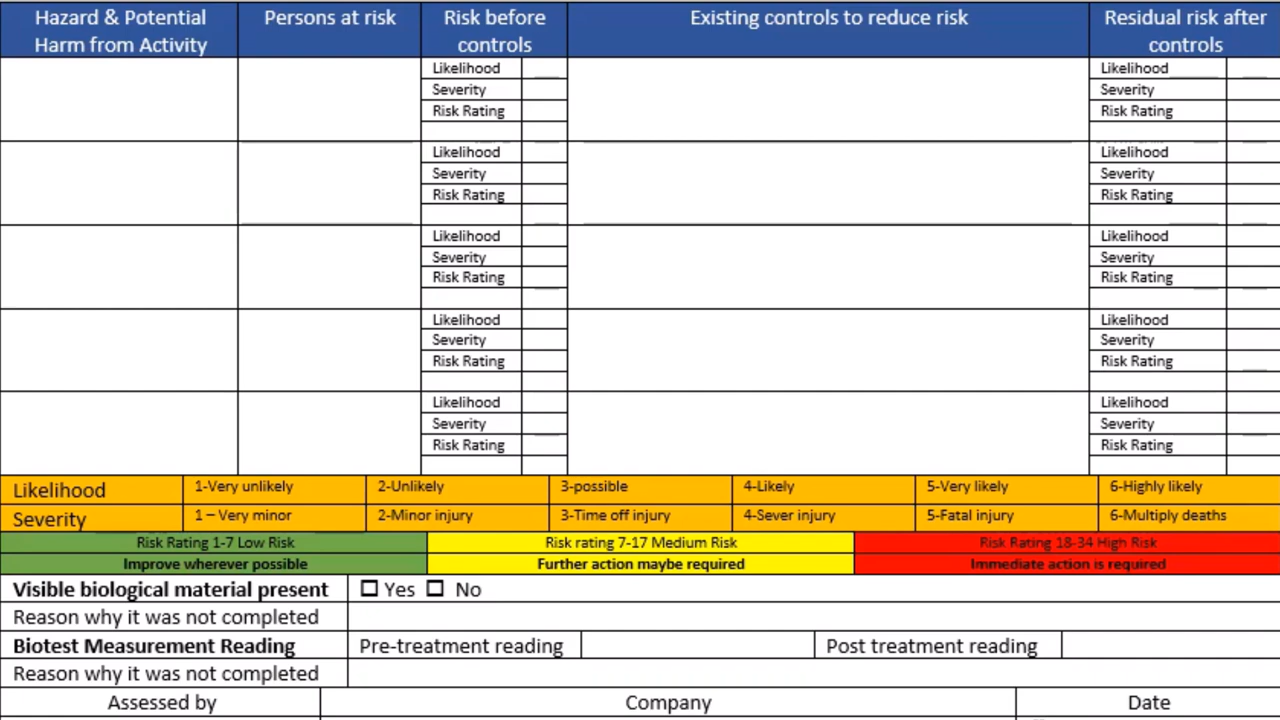 Hazard & Potential
Harm from Activity
Persons at risk
Risk before
controls
Existing controls to reduce risk
Residual risk after
controls
Likelihood
Severity
Risk Rating
Likelihood
Severity
Risk Rating
Likelihood
Severity
Risk Rating
Likelihood
Severity
Risk Rating
Likelihood
Severity
Risk Rating
Likelihood
Severity
Risk Rating
Likelihood
Severity
Risk Rating
Likelihood
Severity
Risk Rating
Likelihood
Severity
Risk Rating
Likelihood
Severity
Risk Rating
Likelihood 1-Very unlikely 2-Unlikely 3-possible 4-Likely 5-Very likely 6-Highly likely
Severity 1 – Very minor 2-Minor injury 3-Time off injury 4-Sever injury 5-Fatal injury 6-Multiply deaths
Risk Rating 1-7 Low Risk Risk rating 7-17 Medium Risk Risk Rating 18-34 High Risk
Improve wherever possible Further action maybe required Immediate action is required
Visible biological material present Yes No
Reason why it was not completed
Biotest Measurement Reading Pre-treatment reading Post treatment reading
Reason why it was not completed
Assessed by Company Date